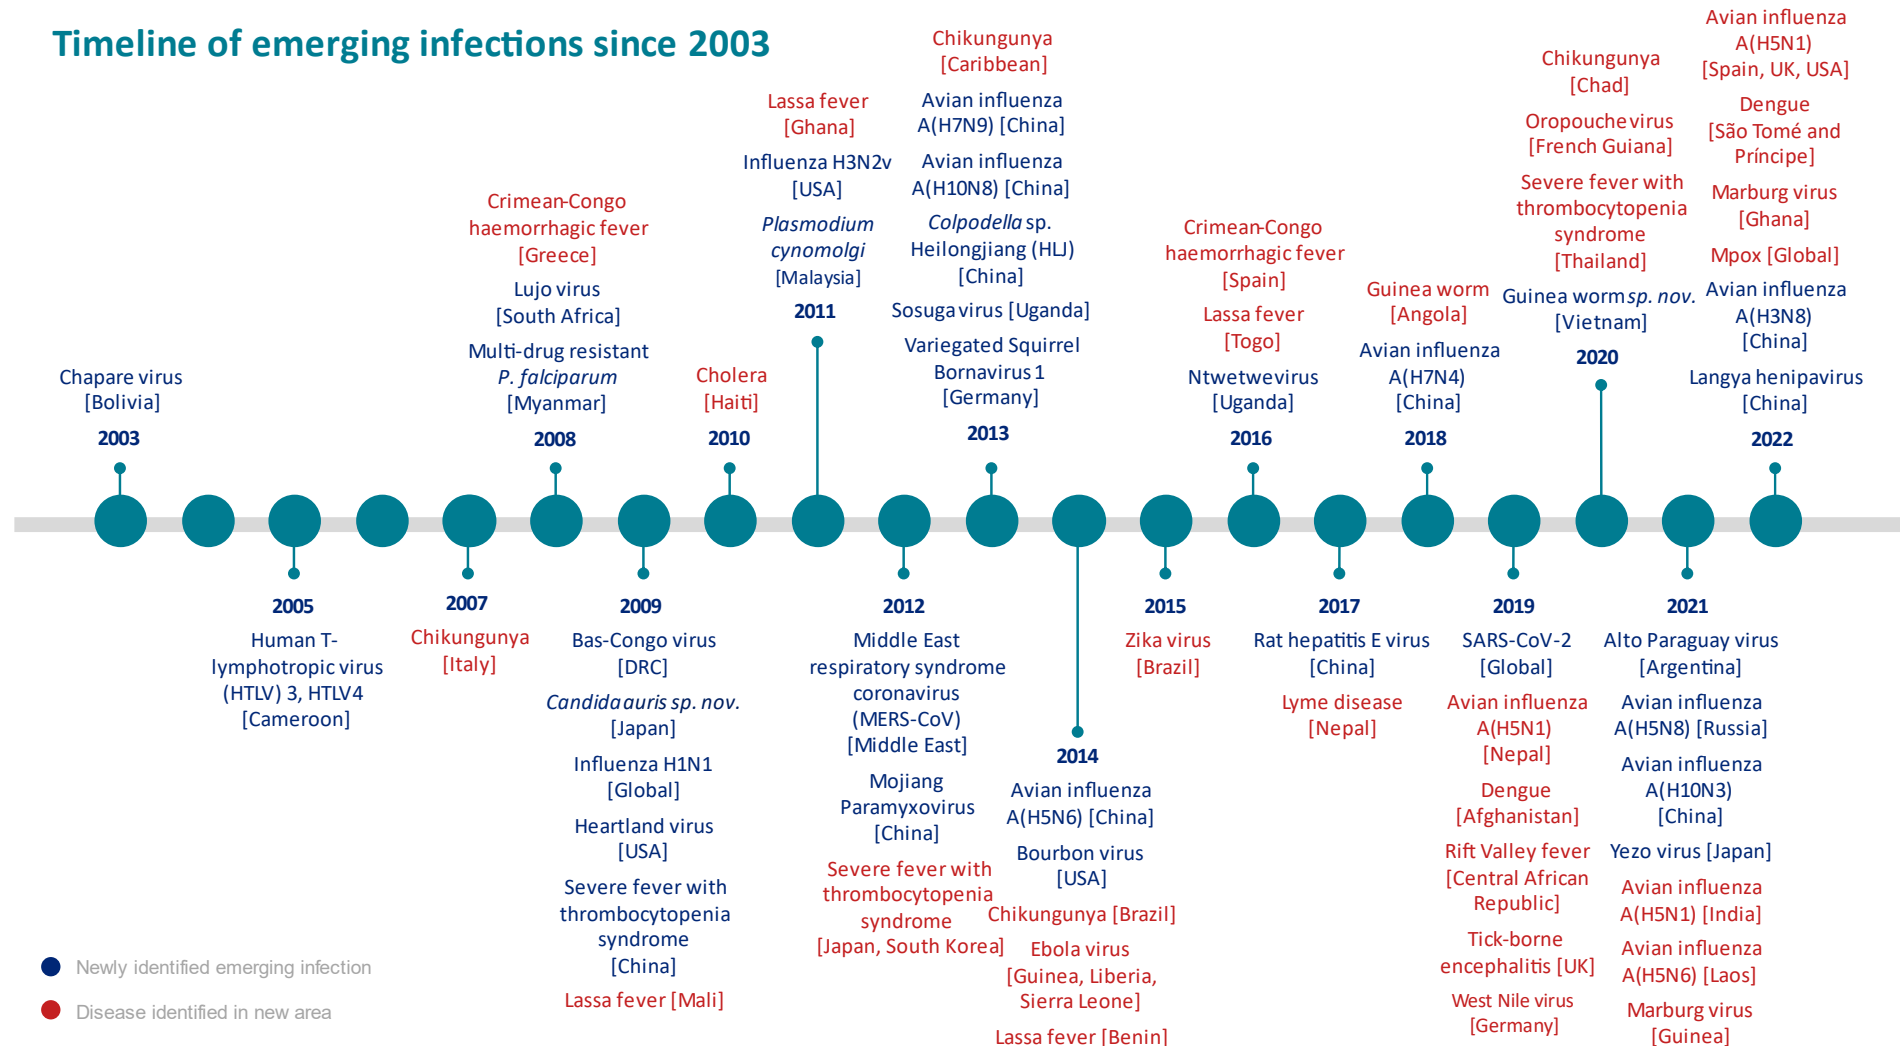 Timeline of emerging infections since 2003
Chapare virus
[Bolivia]
2003
2005
Human T-
lymphotropic virus
(HTLV) 3, HTLV4
[Cameroon]
2007
Chikungunya
[Italy]
Crimean-Congo
haemorrhagic fever
[Greece]
Lujo virus
[South Africa]
Multi-drug resistant
P. falciparum
[Myanmar]
2008
2009
Bas-Congo virus
[DRC]
Candida auris sp. nov.
[Japan]
Influenza H1N1
[Global]
Heartland virus
[USA]
Severe fever with
thrombocytopenia
syndrome
[China]
Lassa fever [Mali]
Cholera
[Haiti]
2010
Lassa fever
[Ghana]
Influenza H3N2v
[USA]
Plasmodium
cynomolgi
[Malaysia]
2011
2012
Middle East
respiratory syndrome
coronavirus
(MERS-CoV)
[Middle East]
Mojiang
Paramyxovirus
[China]
Severe fever with
thrombocytopenia
syndrome
[Japan, South Korea]
Chikungunya
[Caribbean]
Avian influenza
A(H7N9) [China]
Avian influenza
A(H10N8) [China]
Colpodella sp.
Heilongjiang (HLJ)
[China]
Sosuga virus [Uganda]
Variegated Squirrel
Bornavirus 1
[Germany]
2013
2014
Avian influenza
A(H5N6) [China]
Bourbon virus
[USA]
Chikungunya [Brazil]
Ebola virus
[Guinea, Liberia,
Sierra Leone]
Lassa fever [Benin]
2015
Zika virus
[Brazil]
Crimean-Congo
haemorrhagic fever
[Spain]
Lassa fever
[Togo]
Ntwetwe virus
[Uganda]
2016
2017
Rat hepatitis E virus
[China]
Lyme disease
[Nepal]
Guinea worm
[Angola]
Avian influenza
A(H7N4)
[China]
2018
2019
SARS-CoV-2
[Global]
Avian influenza
A(H5N1)
[Nepal]
Dengue
[Afghanistan]
Rift Valley fever
[Central African
Republic]
Tick-borne
encephalitis [UK]
West Nile virus
[Germany]
Chikungunya
[Chad]
Oropouche virus
[French Guiana]
Severe fever with
thrombocytopenia
syndrome
[Thailand]
Guinea worm sp. nov.
[Vietnam]
2020
2021
Alto Paraguay virus
[Argentina]
Avian influenza
A(H5N8) [Russia]
Avian influenza
A(H10N3)
[China]
Yezo virus [Japan]
Avian influenza
A(H5N1) [India]
Avian influenza
A(H5N6) [Laos]
Marburg virus
[Guinea]
Avian influenza
A(H5N1)
[Spain, UK, USA]
Dengue
[São Tomé and
Príncipe]
Marburg virus
[Ghana]
Mpox [Global]
Avian influenza
A(H3N8)
[China]
Langya henipavirus
[China]
2022
Newly identified emerging infection
Disease identified in new area